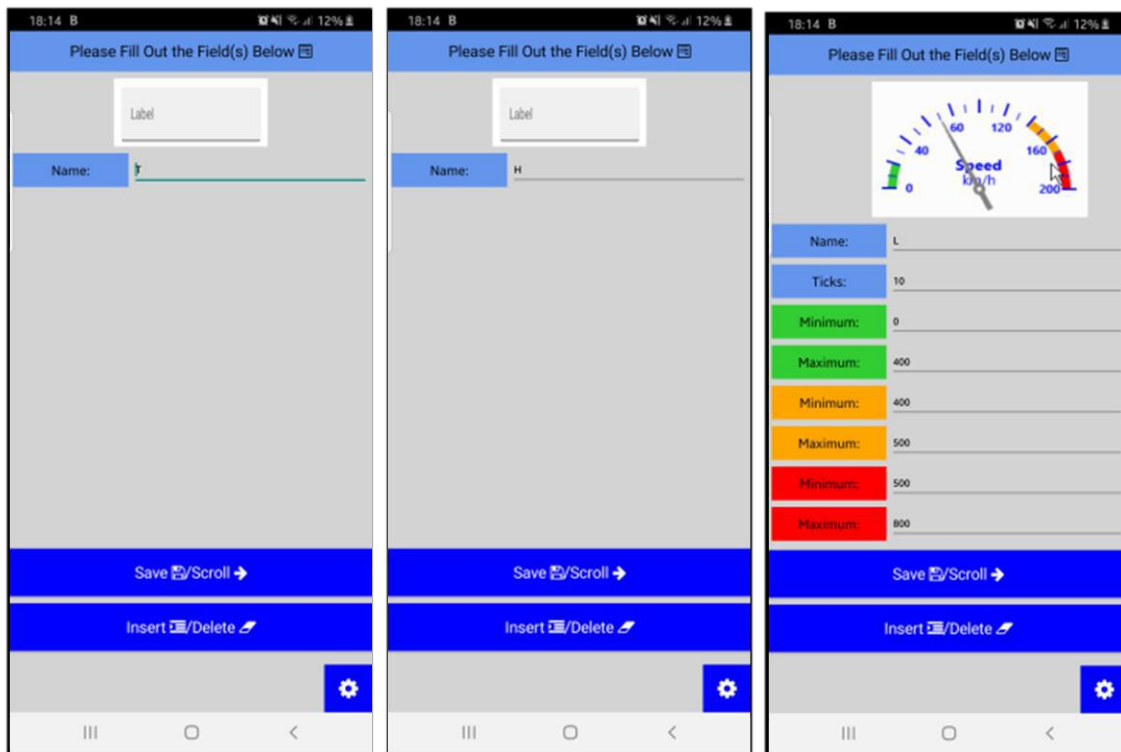 18:14 B 12%
Please Fill Out the Field(s) Below
Label
Name: T
Save /Scroll
Insert /Delete
18:14 B 12%
Please Fill Out the Field(s) Below
Label
Name: H
Save /Scroll
Insert /Delete
18:14 B 12%
Please Fill Out the Field(s) Below
60 120
40 160
Speed
km/h
0 200
Name: L
Ticks: 10
Minimum: 0
Maximum: 400
Minimum: 400
Maximum: 500
Minimum: 500
Maximum: 800
Save /Scroll
Insert /Delete